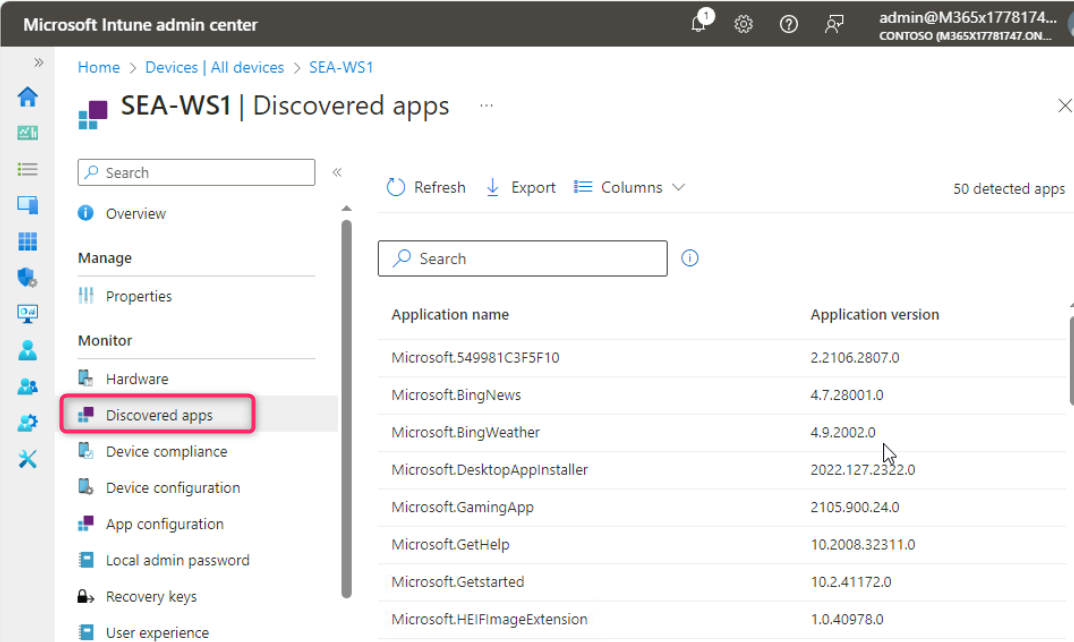 Microsoft Intune admin center
1
admin@M365x1778174...
CONTOSO (M365X17781747.ON...
Home > Devices | All devices > SEA-WS1
SEA-WS1 | Discovered apps ...
Search
Overview
Manage
Properties
Monitor
Hardware
Discovered apps
Device compliance
Device configuration
App configuration
Local admin password
Recovery keys
User experience
Refresh Export Columns
50 detected apps
Search
Application name Application version
Microsoft.549981C3F5F10 2.2106.2807.0
Microsoft.BingNews 4.7.28001.0
Microsoft.BingWeather 4.9.2002.0
Microsoft.DesktopAppInstaller 2022.127.2322.0
Microsoft.GamingApp 2105.900.24.0
Microsoft.GetHelp 10.2008.32311.0
Microsoft.Getstarted 10.2.41172.0
Microsoft.HEIFImageExtension 1.0.40978.0